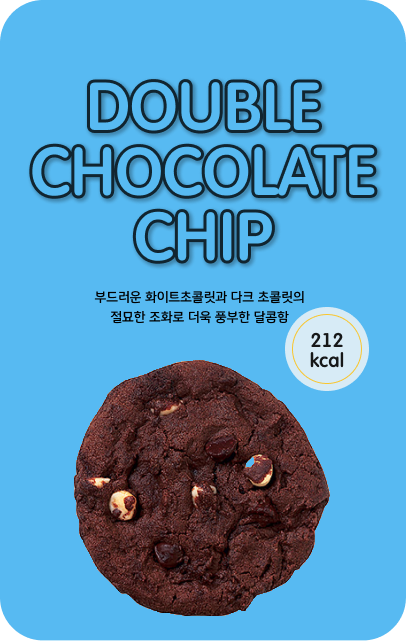 DOUBLE
CHOCOLATE
CHIP
부드러운 화이트초콜릿과 다크 초콜릿의
절묘한 조화로 더욱 풍부한 달콤함
212
kcal